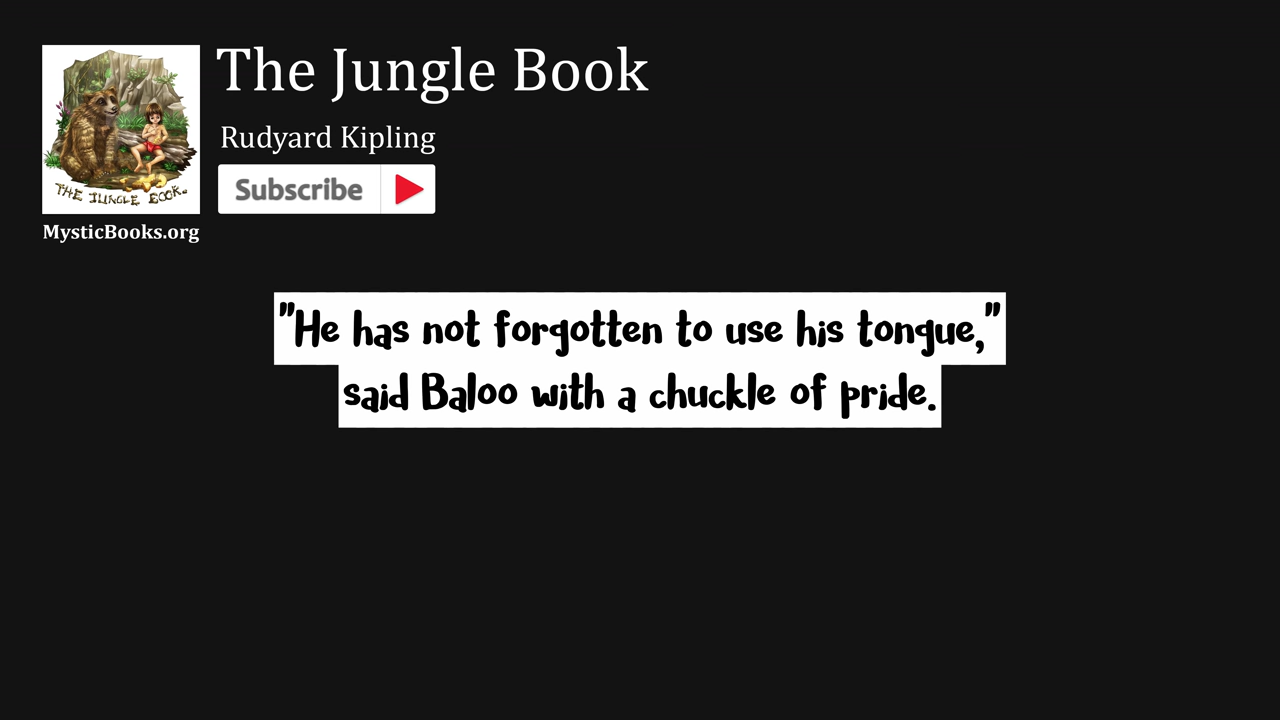 The Jungle Book
Rudyard Kipling
Subscribe
THE JUNGLE BOOK.
MysticBooks.org
"He has not forgotten to use his tongue,"
said Baloo with a chuckle of pride.